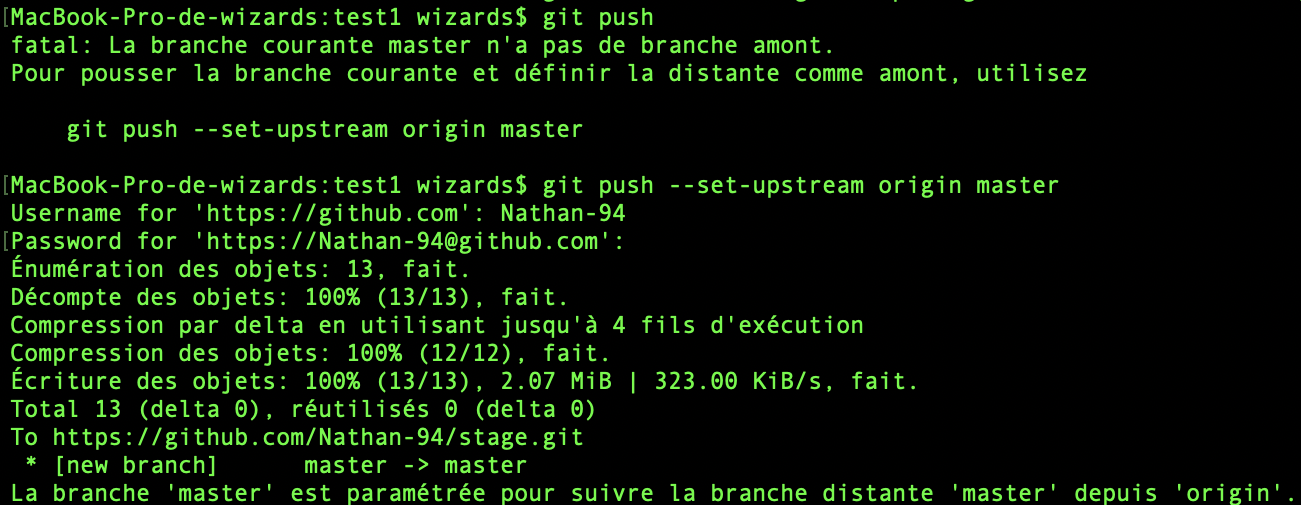 [MacBook-Pro-de-wizards:test1 wizards$ git push
fatal: La branche courante master n'a pas de branche amont.
Pour pousser la branche courante et définir la distante comme amont, utilisez
git push --set-upstream origin master
[MacBook-Pro-de-wizards:test1 wizards$ git push --set-upstream origin master
Username for 'https://github.com': Nathan-94
[Password for 'https://Nathan-94@github.com':
Énumération des objets: 13, fait.
Décompte des objets: 100% (13/13), fait.
Compression par delta en utilisant jusqu'à 4 fils d'exécution
Compression des objets: 100% (12/12), fait.
Écriture des objets: 100% (13/13), 2.07 MiB | 323.00 KiB/s, fait.
Total 13 (delta 0), réutilisés 0 (delta 0)
To https://github.com/Nathan-94/stage.git
* [new branch]      master -> master
La branche 'master' est paramétrée pour suivre la branche distante 'master' depuis 'origin'.